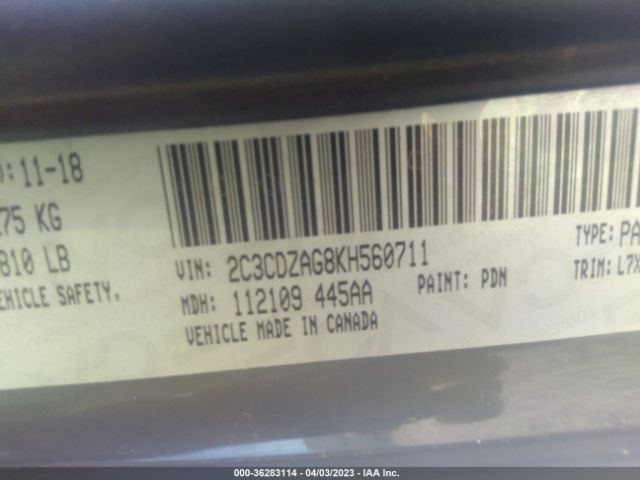 : 11-18
75 KG
810 LB
EHICLE SAFETY,
VIN: 2C3CDZAG8KH560711
MDH: 112109 445AA
PAINT: PDN
VEHICLE MADE IN CANADA
TYPE: PA
TRIM: L7X
000-36283114 - 04/03/2023 - IAA Inc.